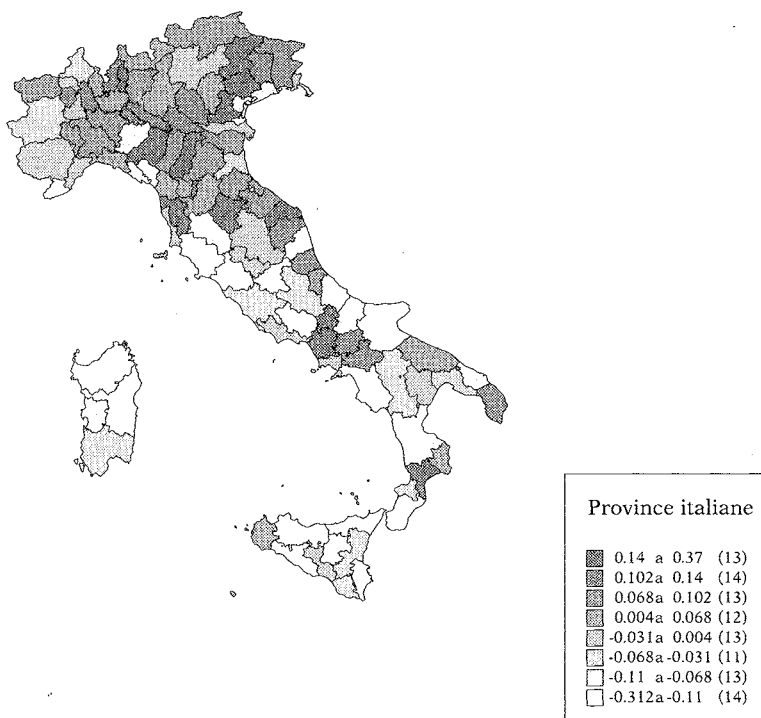 Province italiane
0.14 a 0.37 (13)
0.102a 0.14 (14)
0.068a 0.102 (13)
0.004a 0.068 (12)
-0.031a 0.004 (13)
-0.068a -0.031 (11)
-0.11 a -0.068 (13)
-0.312a -0.11 (14)